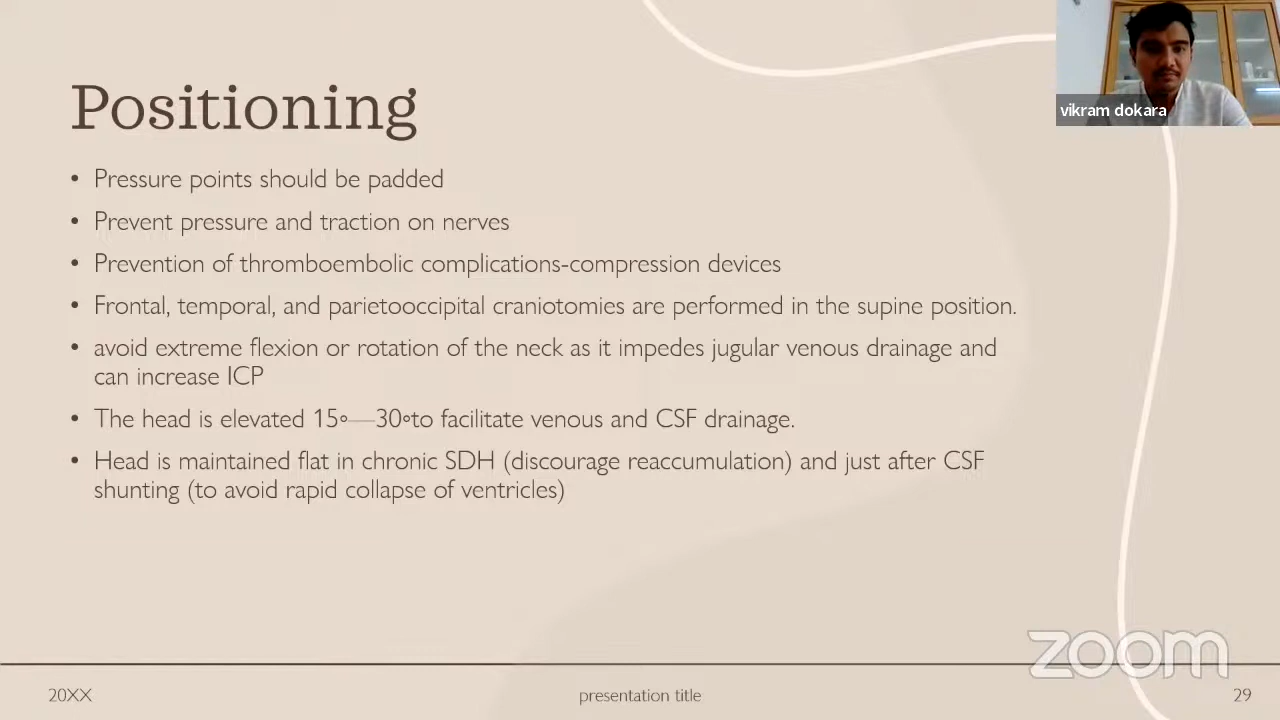 Positioning
vikram dokara
• Pressure points should be padded
• Prevent pressure and traction on nerves
• Prevention of thromboembolic complications-compression devices
• Frontal, temporal, and parietooccipital craniotomies are performed in the supine position.
• avoid extreme flexion or rotation of the neck as it impedes jugular venous drainage and
can increase ICP
• The head is elevated 15∘—30∘to facilitate venous and CSF drainage.
• Head is maintained flat in chronic SDH (discourage reaccumulation) and just after CSF
shunting (to avoid rapid collapse of ventricles)
zoom
20XX
presentation title
29